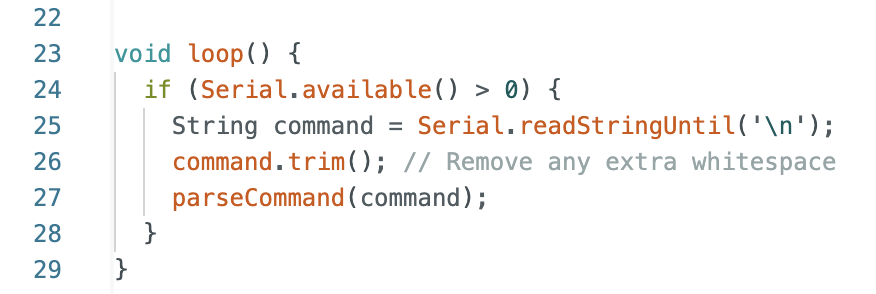 22
23 void loop() {
24 if (Serial.available() > 0) {
25 String command = Serial.readStringUntil('\n');
26 command.trim(); // Remove any extra whitespace
27 parseCommand(command);
28 }
29 }